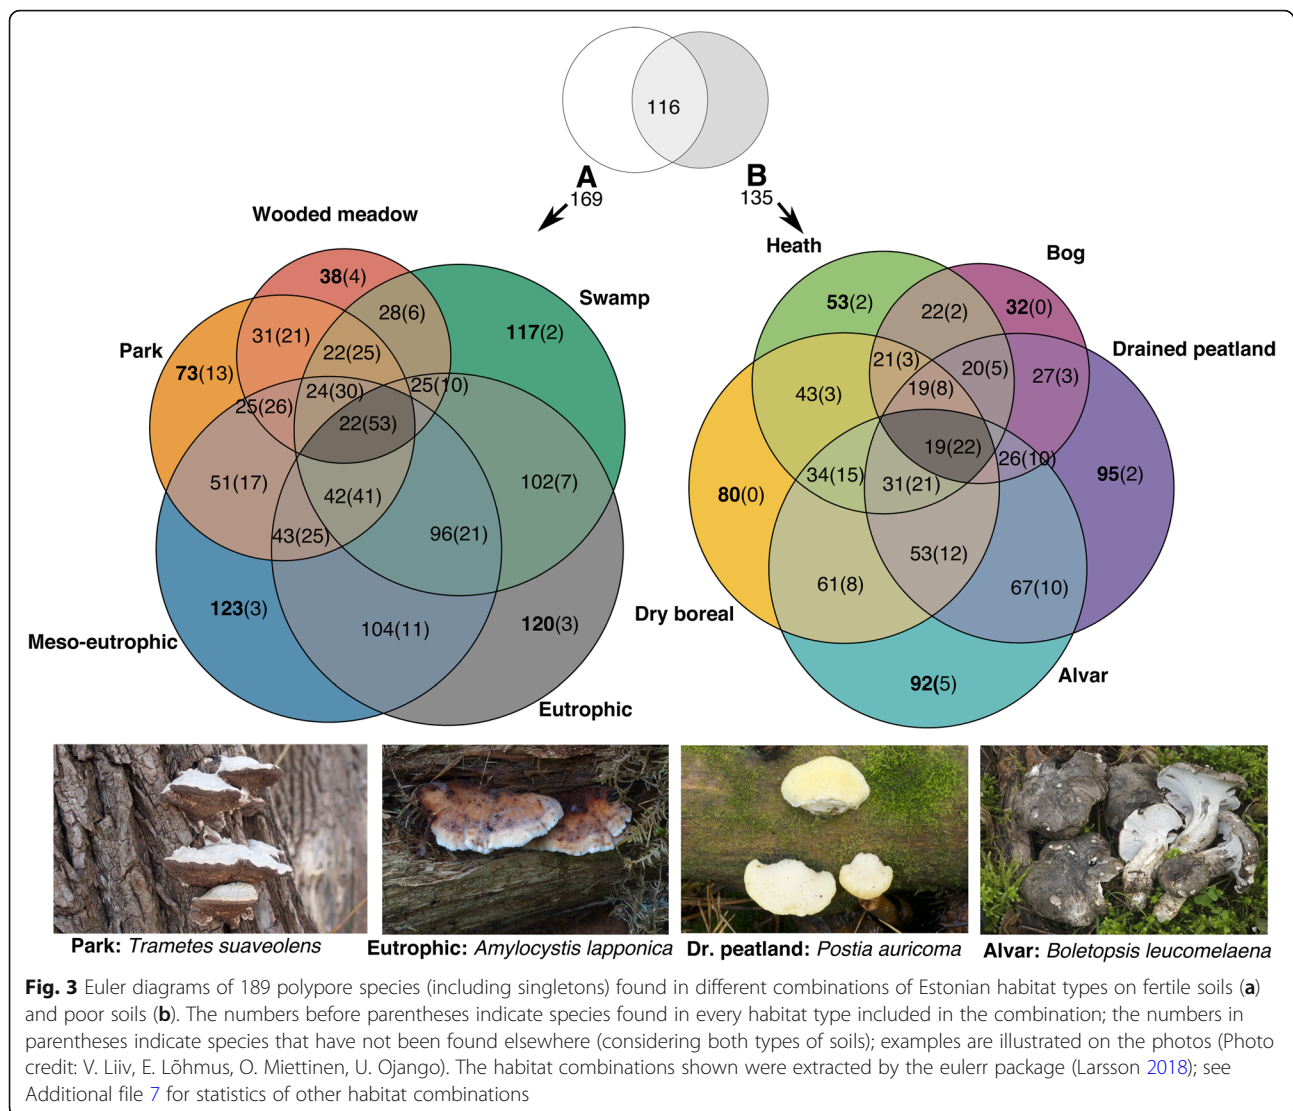 116
A
169
B
135
Wooded meadow
Heath
Bog
38(4)
Swamp
53(2)
22(2)
32(0)
28(6)
117(2)
31(21)
22(25)
Park
73(13)
Drained peatland
21(3)
20(5)
27(3)
25(10)
24(30)
19(8)
43(3)
25(26)
22(53)
19(22)
26(10)
51(17)
42(41)
102(7)
34(15)
31(21)
95(2)
80(0)
43(25)
96(21)
53(12)
61(8)
67(10)
123(3)
104(11)
120(3)
Dry boreal
Meso-eutrophic
Alvar
92(5)
Eutrophic
Park: Trametes suaveolens
Eutrophic: Amylocystis lapponica
Dr. peatland: Postia auricoma
Alvar: Boletopsis leucomelaena
Fig. 3 Euler diagrams of 189 polypore species (including singletons) found in different combinations of Estonian habitat types on fertile soils (a)
and poor soils (b). The numbers before parentheses indicate species found in every habitat type included in the combination; the numbers in
parentheses indicate species that have not been found elsewhere (considering both types of soils); examples are illustrated on the photos (Photo
credit: V. Liiv, E. Lõhmus, O. Miettinen, U. Ojango). The habitat combinations shown were extracted by the eulerr package (Larsson 2018); see
Additional file 7 for statistics of other habitat combinations